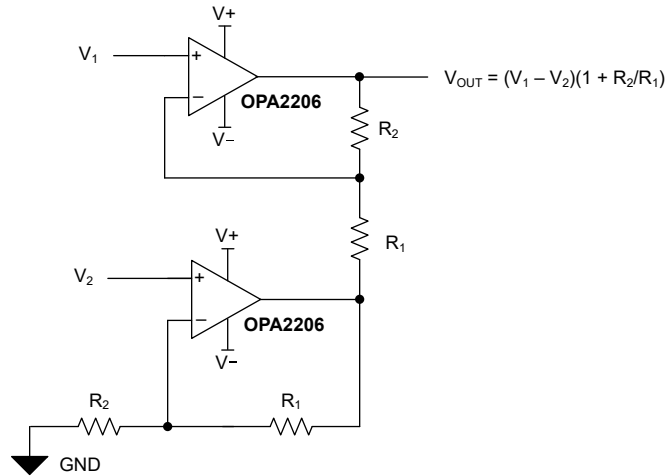 V+
V₁
+
−
OPA2206
V−
V_OUT = (V₁ – V₂)(1 + R₂/R₁)
R₂
R₁
V+
V₂
+
−
OPA2206
V−
R₂
R₁
GND